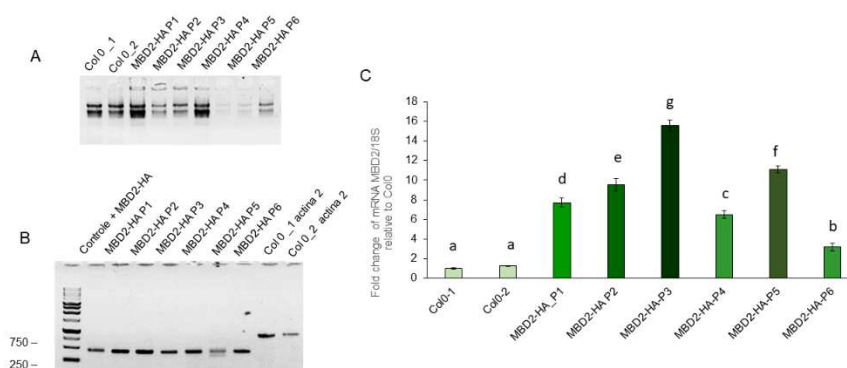 A
Col 0_1
Col 0_2
MBD2-HA P1
MBD2-HA P2
MBD2-HA P3
MBD2-HA P4
MBD2-HA P5
MBD2-HA P6
B
Controle + MBD2-HA
MBD2-HA P1
MBD2-HA P2
MBD2-HA P3
MBD2-HA P4
MBD2-HA P5
MBD2-HA P6
Col 0_1 actina 2
Col 0_2 actina 2
750 –
250 –
C
Fold change of mRNA MBD2/18S
relative to Col0
18
16
14
12
10
8
6
4
2
0
a
a
d
e
g
c
f
b
Col0-1
Col0-2
MBD2-HA_P1
MBD2-HA P2
MBD2-HA-P3
MBD2-HA-P4
MBD2-HA-P5
MBD2-HA-P6